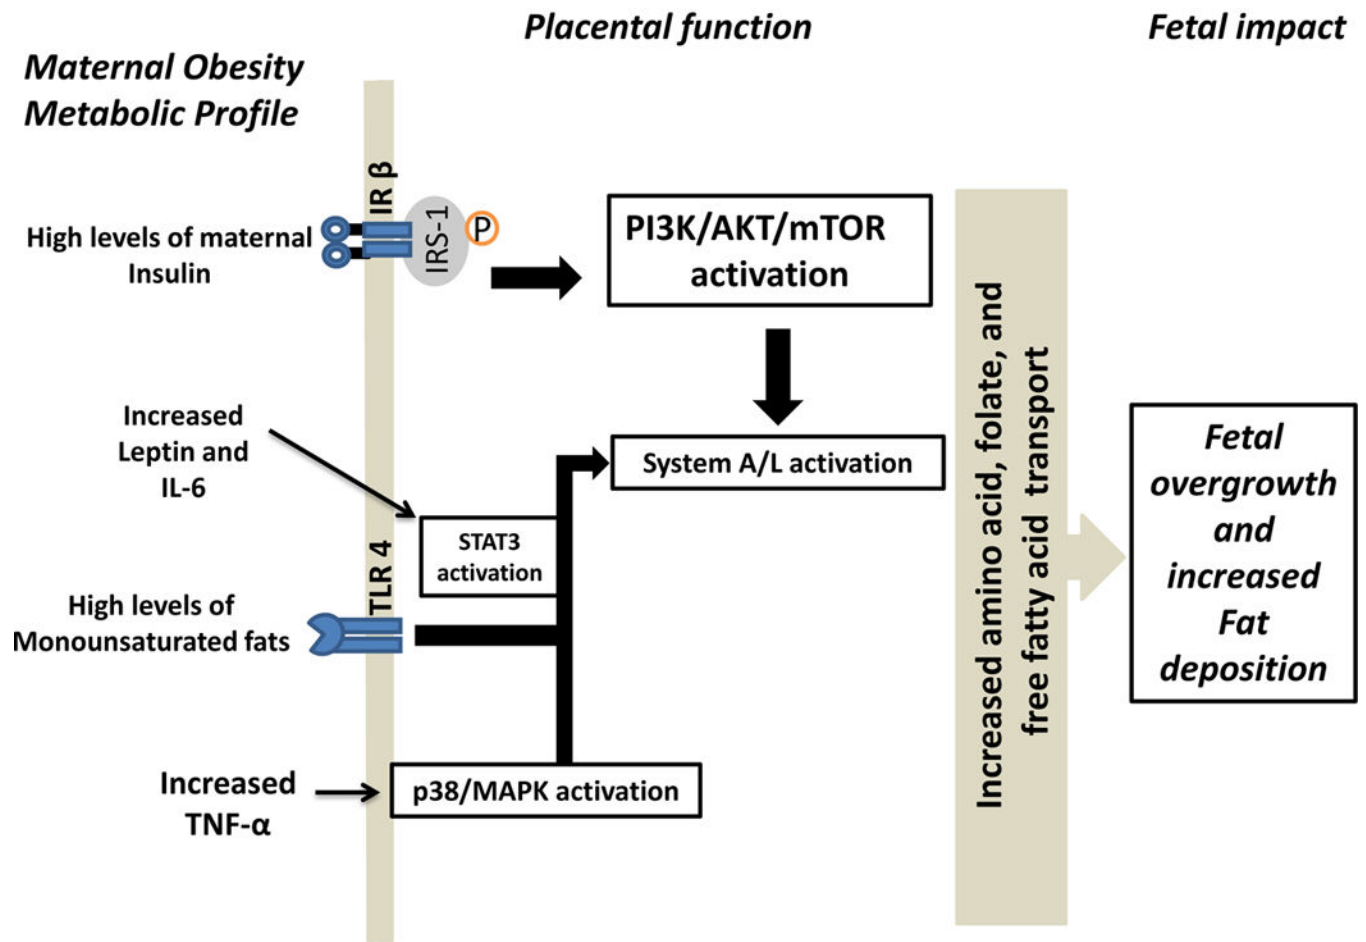 Placental function
Fetal impact
Maternal Obesity
Metabolic Profile
IR β
High levels of maternal
Insulin
IRS-1
P
PI3K/AKT/mTOR
activation
Increased
Leptin and
IL-6
System A/L activation
STAT3
activation
TLR 4
High levels of
Monounsaturated fats
Increased
TNF-α
p38/MAPK activation
Increased amino acid, folate, and
free fatty acid transport
Fetal
overgrowth
and
increased
Fat
deposition